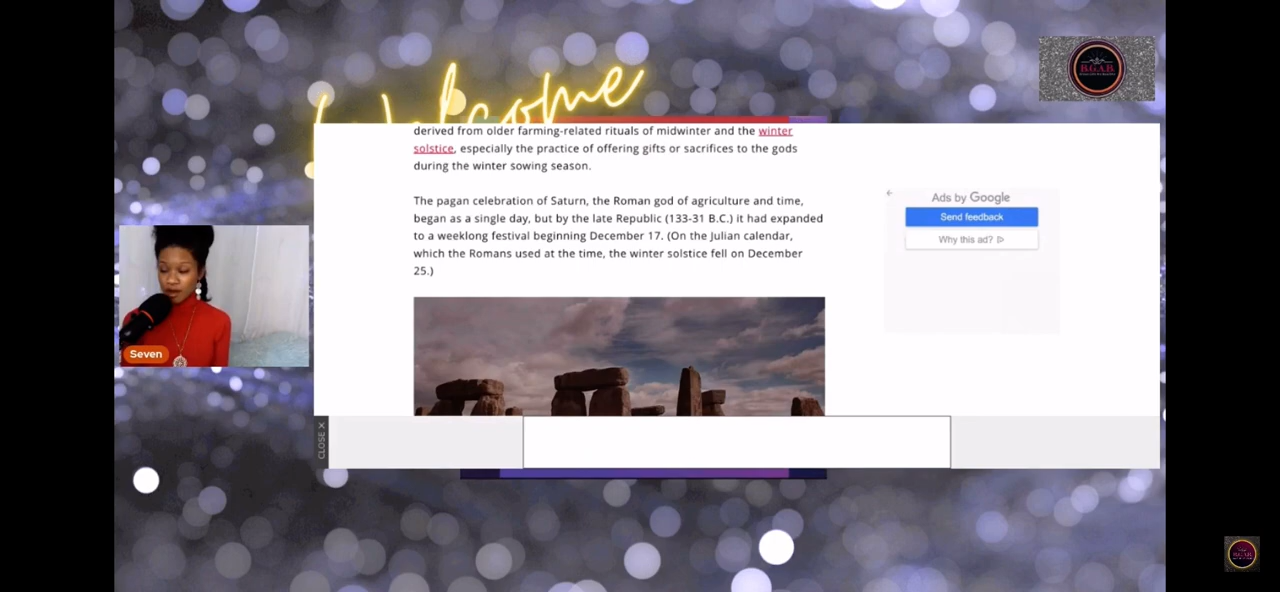 Welcome
B.G.A.B.
derived from older farming-related rituals of midwinter and the winter
solstice, especially the practice of offering gifts or sacrifices to the gods
during the winter sowing season.
The pagan celebration of Saturn, the Roman god of agriculture and time,
began as a single day, but by the late Republic (133-31 B.C.) it had expanded
to a weeklong festival beginning December 17. (On the Julian calendar,
which the Romans used at the time, the winter solstice fell on December
25.)
Ads by Google
Send feedback
Why this ad?
Seven
CLOSE X